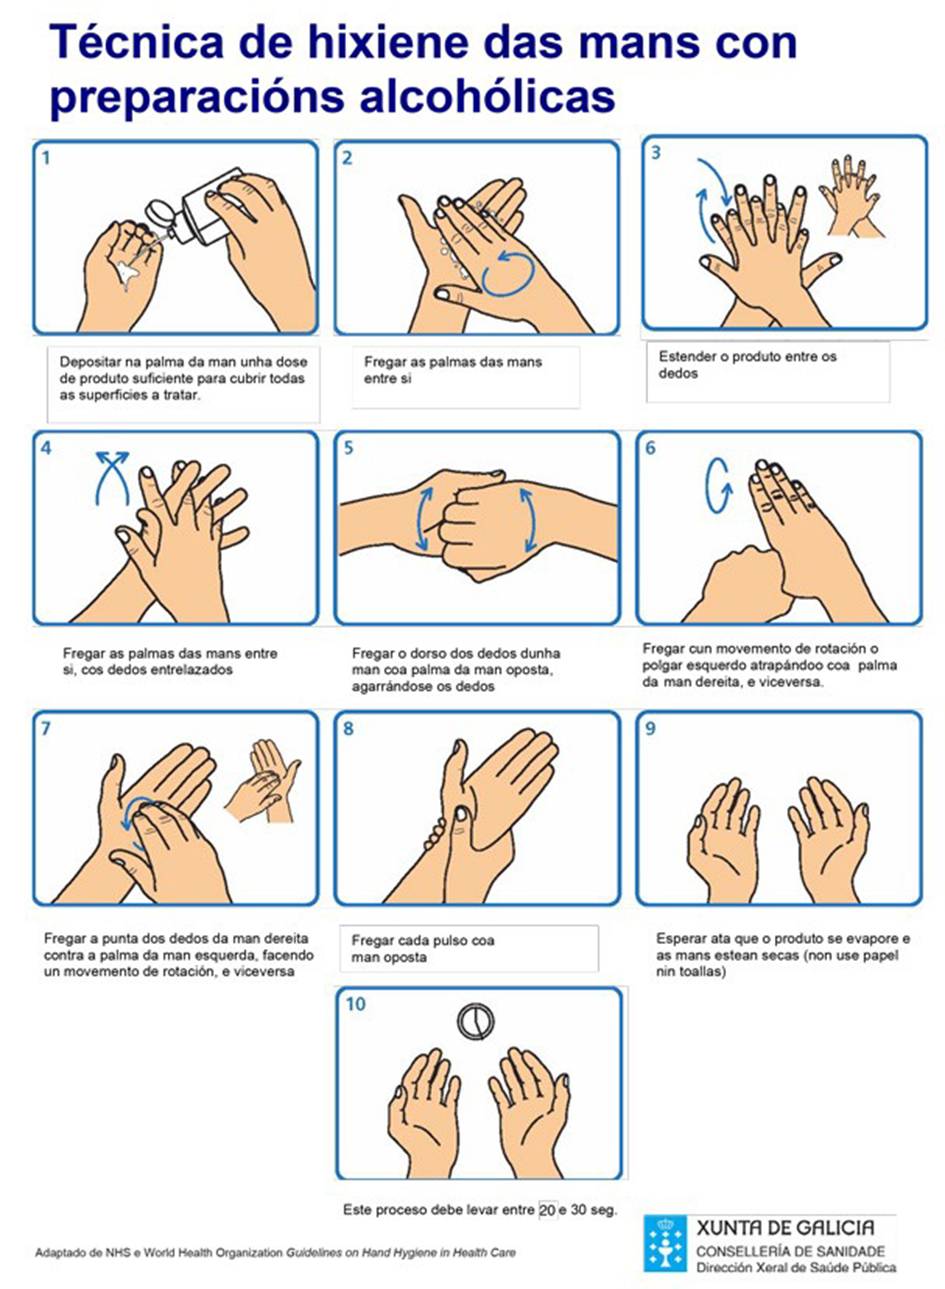 Técnica de hixiene das mans con
preparacións alcohólicas
1
Depositar na palma da man unha dose
de produto suficiente para cubrir todas
as superficies a tratar.
2
Fregar as palmas das mans
entre si
3
Estender o produto entre os
dedos
4
Fregar as palmas das mans entre
si, cos dedos entrelazados
5
Fregar o dorso dos dedos dunha
man coa palma da man oposta,
agarrándose os dedos
6
Fregar cun movemento de rotación o
polgar esquerdo atrapándoo coa palma
da man dereita, e viceversa.
7
Fregar a punta dos dedos da man dereita
contra a palma da man esquerda, facendo
un movemento de rotación, e viceversa
8
Fregar cada pulso coa
man oposta
9
Esperar ata que o produto se evapore e
as mans estean secas (non use papel
nin toallas)
10
Este proceso debe levar entre 20 e 30 seg.
Adaptado de NHS e World Health Organization Guidelines on Hand Hygiene in Health Care
XUNTA DE GALICIA
CONSELLERÍA DE SANIDADE
Dirección Xeral de Saúde Pública